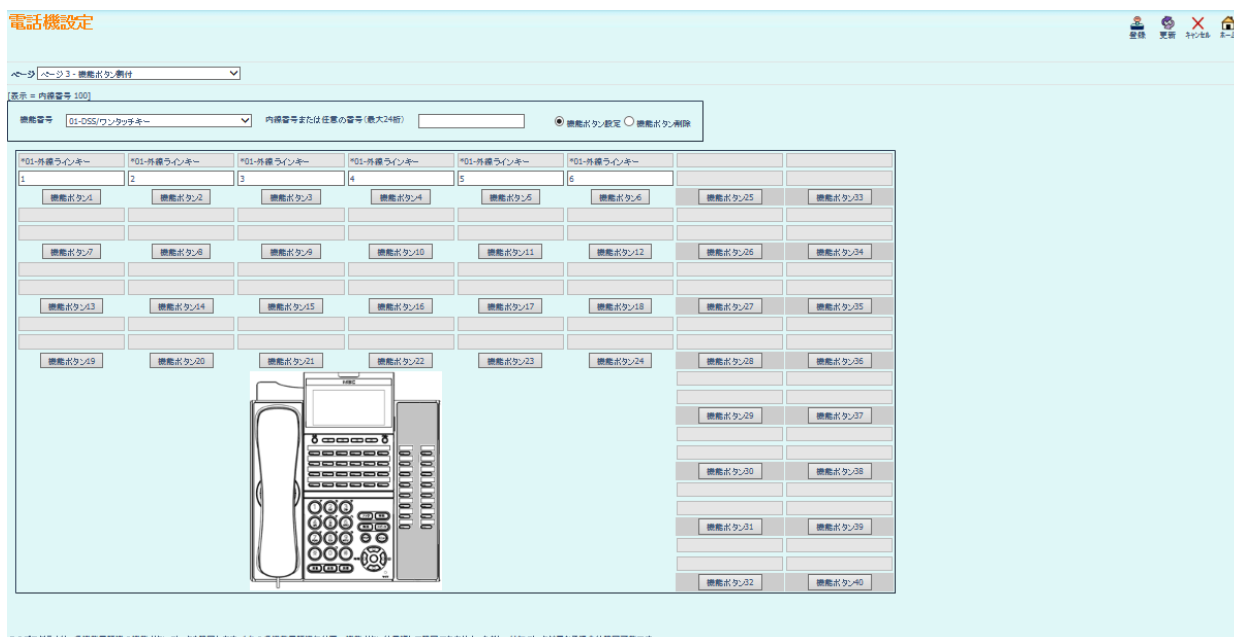 電話機設定
登録 更新 キャンセル ホーム
ページ ページ 3 - 機能ボタン割付
[表示 = 内線番号 100]
機能番号 01-DSS/ワンタッチキー 内線番号または任意の番号(最大24桁) 機能ボタン設定 機能ボタン削除
*01-外線ラインキー *01-外線ラインキー *01-外線ラインキー *01-外線ラインキー *01-外線ラインキー *01-外線ラインキー
1 2 3 4 5 6
機能ボタン1 機能ボタン2 機能ボタン3 機能ボタン4 機能ボタン5 機能ボタン6 機能ボタン25 機能ボタン33
機能ボタン7 機能ボタン8 機能ボタン9 機能ボタン10 機能ボタン11 機能ボタン12 機能ボタン26 機能ボタン34
機能ボタン13 機能ボタン14 機能ボタン15 機能ボタン16 機能ボタン17 機能ボタン18 機能ボタン27 機能ボタン35
機能ボタン19 機能ボタン20 機能ボタン21 機能ボタン22 機能ボタン23 機能ボタン24 機能ボタン28 機能ボタン36
機能ボタン29 機能ボタン37
機能ボタン30 機能ボタン38
機能ボタン31 機能ボタン39
機能ボタン32 機能ボタン40